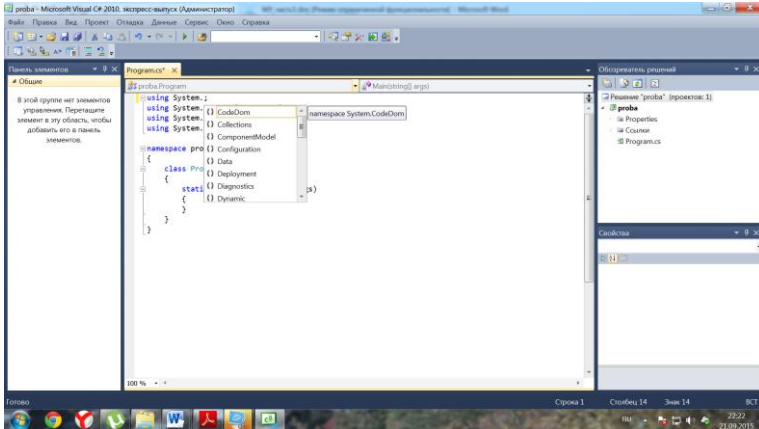 proba - Microsoft Visual C# 2010, экспресс-выпуск (Администратор)
Файл Правка Вид Проект Отладка Данные Сервис Окно Справка
Панель элементов
Общие
В этой группе нет элементов
управления. Перетащите
элемент в эту область, чтобы
добавить его в панель
элементов.
Program.cs*
proba.Program
Main(string[] args)
using System.;
using System.
using System.
using System.
namespace pro
{
class Pro
{
stati
gs)
{
}
}
}
CodeDom
Collections
ComponentModel
Configuration
Data
Deployment
Diagnostics
Dynamic
namespace System.CodeDom
100 %
Обозреватель решений
Решение "proba" (проектов: 1)
proba
Properties
Ссылки
Program.cs
Свойства
Готово
Строка 1
Столбец 14
Знак 14
ВСТ
RU
22:22
21.09.2015